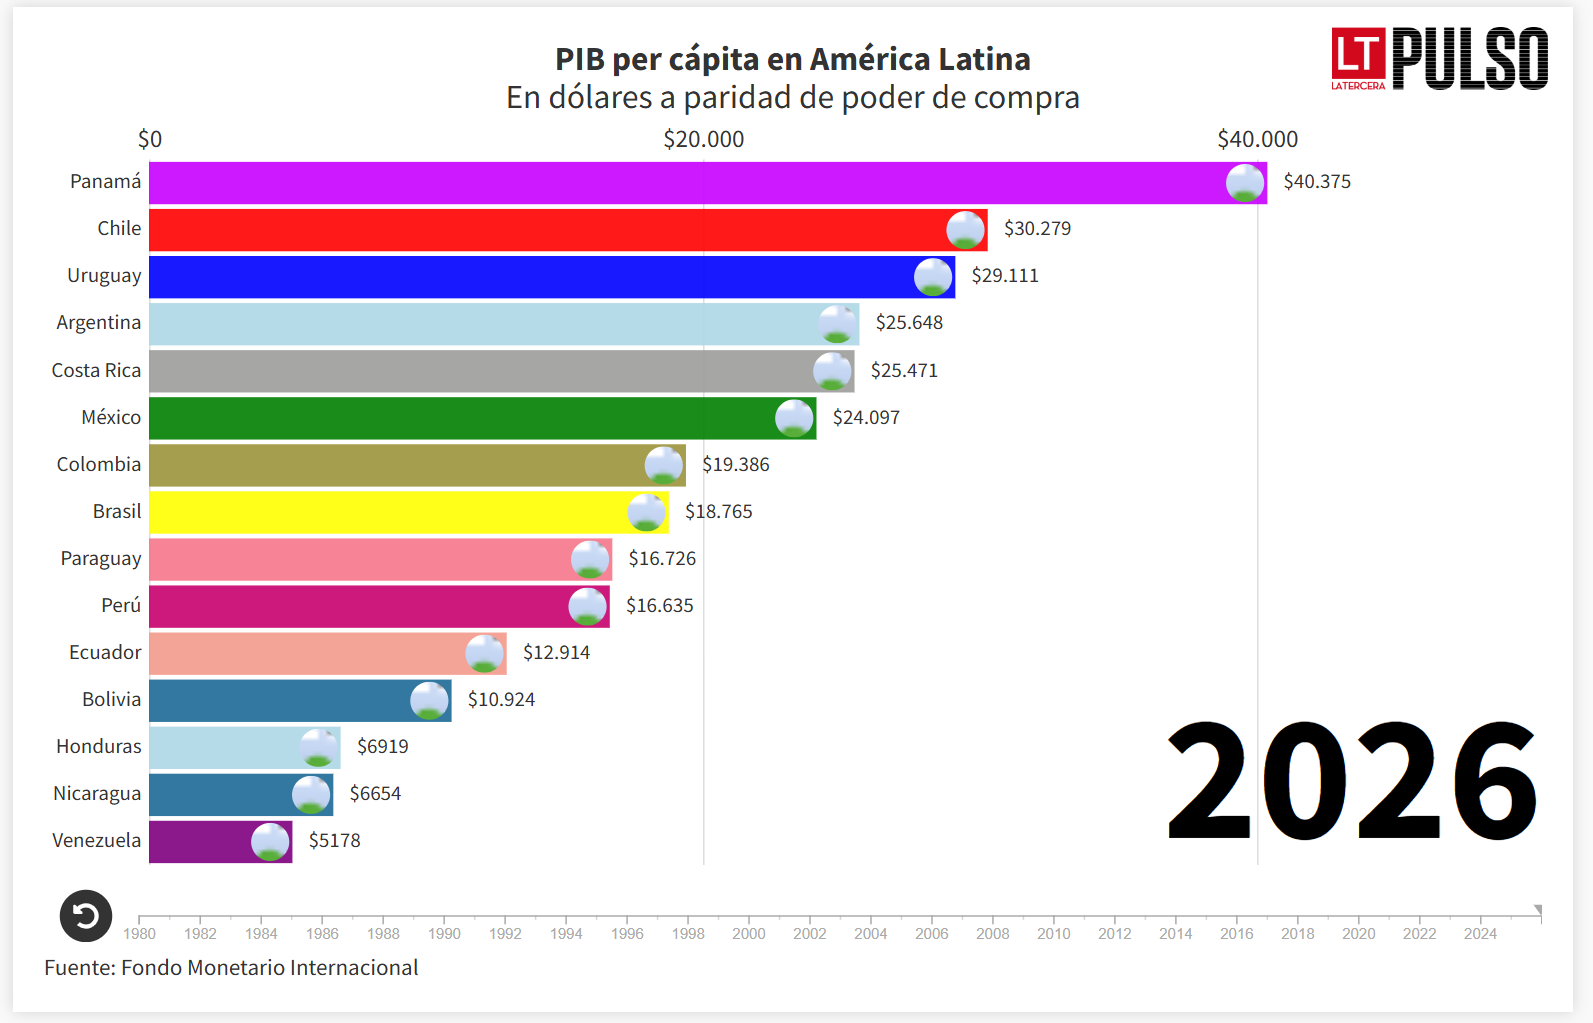 PIB per cápita en América Latina
En dólares a paridad de poder de compra
LT
LATERCERA
PULSO
$0 $20.000 $40.000
Panamá $40.375
Chile $30.279
Uruguay $29.111
Argentina $25.648
Costa Rica $25.471
México $24.097
Colombia $19.386
Brasil $18.765
Paraguay $16.726
Perú $16.635
Ecuador $12.914
Bolivia $10.924
Honduras $6919
Nicaragua $6654
Venezuela $5178
2026
1980 1982 1984 1986 1988 1990 1992 1994 1996 1998 2000 2002 2004 2006 2008 2010 2012 2014 2016 2018 2020 2022 2024
Fuente: Fondo Monetario Internacional